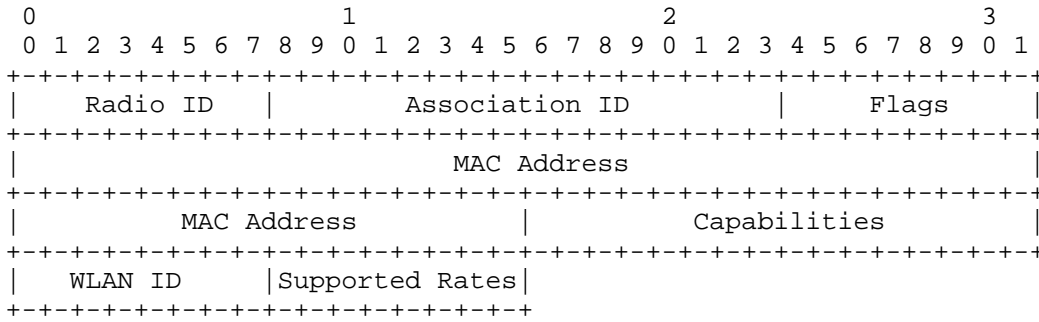 0                   1                   2                   3
 0 1 2 3 4 5 6 7 8 9 0 1 2 3 4 5 6 7 8 9 0 1 2 3 4 5 6 7 8 9 0 1
+-+-+-+-+-+-+-+-+-+-+-+-+-+-+-+-+-+-+-+-+-+-+-+-+-+-+-+-+-+-+-+-+
|    Radio ID   |        Association ID         |     Flags     |
+-+-+-+-+-+-+-+-+-+-+-+-+-+-+-+-+-+-+-+-+-+-+-+-+-+-+-+-+-+-+-+-+
|                           MAC Address                         |
+-+-+-+-+-+-+-+-+-+-+-+-+-+-+-+-+-+-+-+-+-+-+-+-+-+-+-+-+-+-+-+-+
|          MAC Address          |          Capabilities         |
+-+-+-+-+-+-+-+-+-+-+-+-+-+-+-+-+-+-+-+-+-+-+-+-+-+-+-+-+-+-+-+-+
|   WLAN ID     |Supported Rates|
+-+-+-+-+-+-+-+-+-+-+-+-+-+-+-+-+